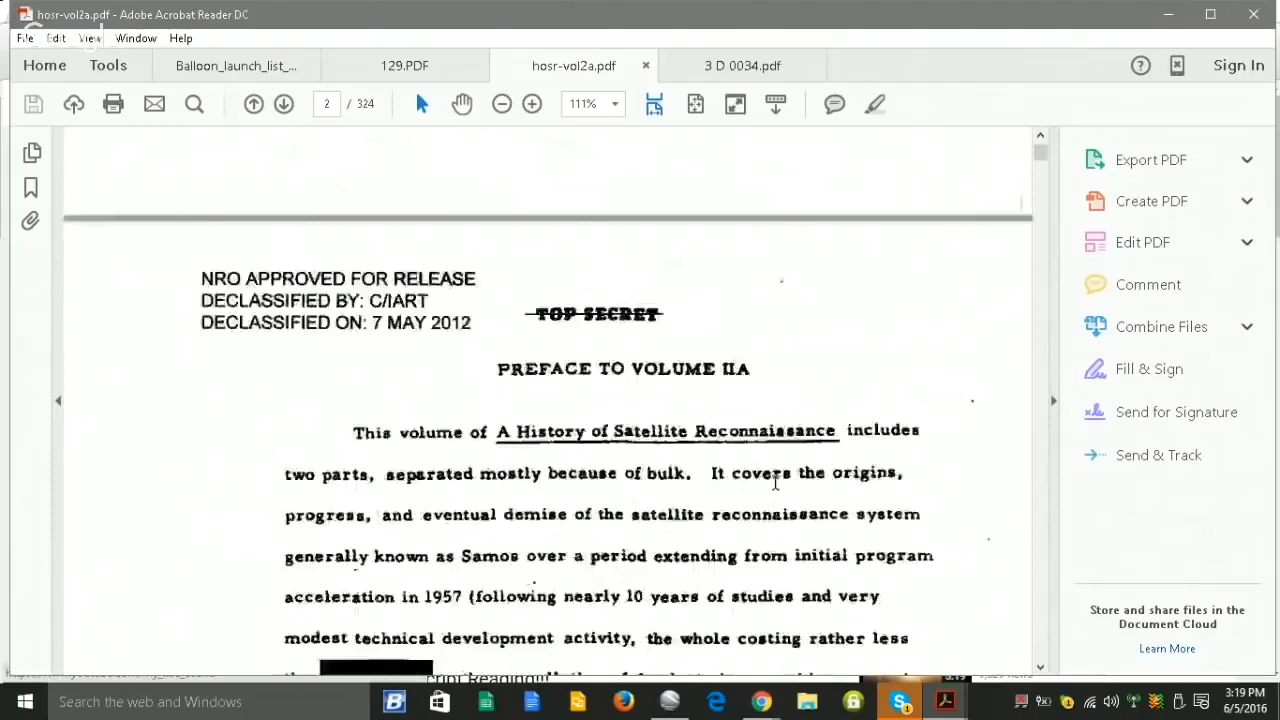 hosr-vol2a.pdf - Adobe Acrobat Reader DC
File Edit View Window Help
Home Tools Balloon_launch_list_... 129.PDF hosr-vol2a.pdf × 3 D 0034.pdf Sign In
2 / 324 111%
NRO APPROVED FOR RELEASE
DECLASSIFIED BY: C/IART
DECLASSIFIED ON: 7 MAY 2012
TOP SECRET
PREFACE TO VOLUME IIA
This volume of A History of Satellite Reconnaissance includes
two parts, separated mostly because of bulk. It covers the origins,
progress, and eventual demise of the satellite reconnaissance system
generally known as Samos over a period extending from initial program
acceleration in 1957 (following nearly 10 years of studies and very
modest technical development activity, the whole costing rather less
Export PDF
Create PDF
Edit PDF
Comment
Combine Files
Fill & Sign
Send for Signature
Send & Track
Store and share files in the
Document Cloud
Learn More
Search the web and Windows
3:19 PM
6/5/2016